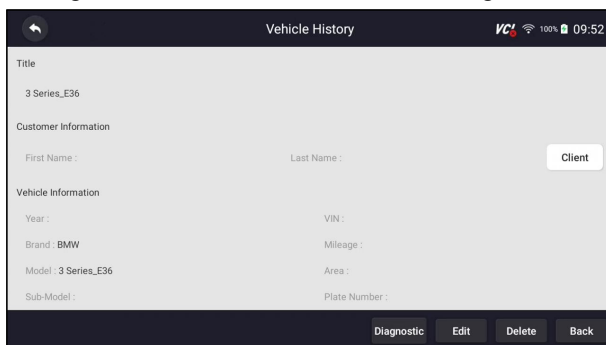 Vehicle History VCI 100% 09:52
Title
3 Series_E36
Customer Information
First Name : Last Name : Client
Vehicle Information
Year : VIN :
Brand : BMW Mileage :
Model : 3 Series_E36 Area :
Sub-Model : Plate Number :
Diagnostic Edit Delete Back